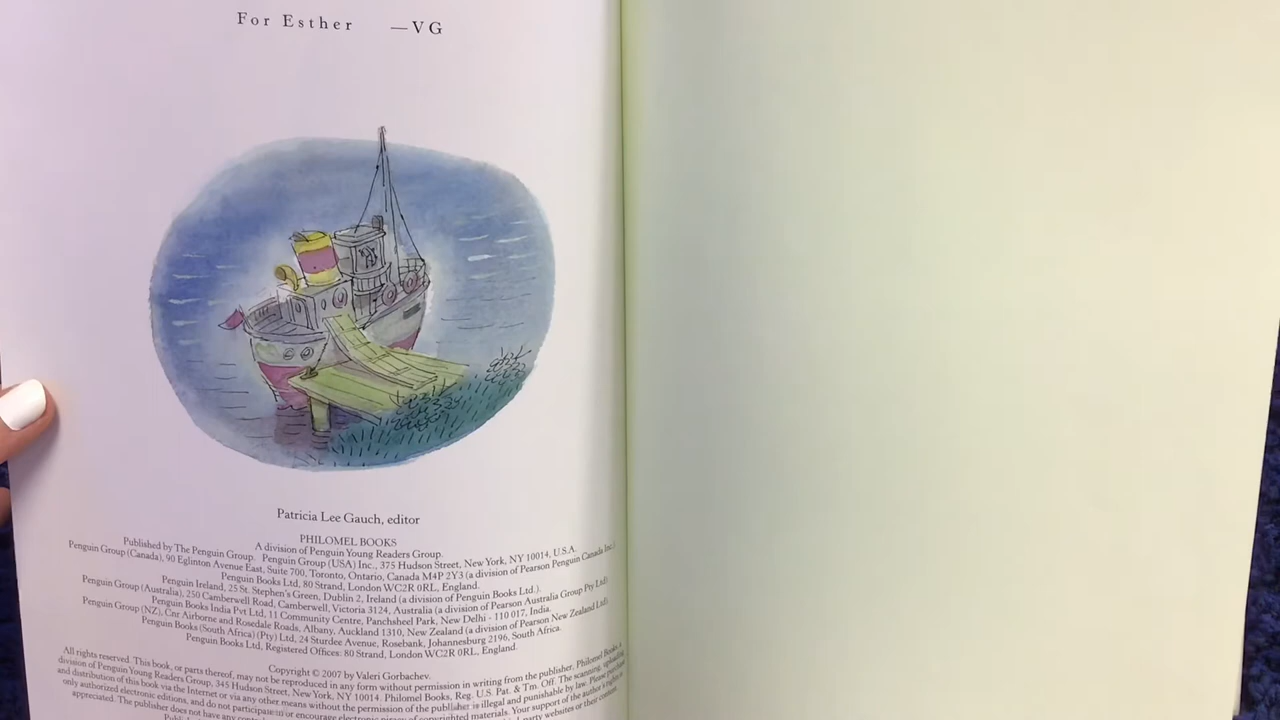 For Esther —VG
Patricia Lee Gauch, editor
PHILOMEL BOOKS
A division of Penguin Young Readers Group.
Published by The Penguin Group. Penguin Group (USA) Inc., 375 Hudson Street, New York, NY 10014, U.S.A.
Penguin Group (Canada), 90 Eglinton Avenue East, Suite 700, Toronto, Ontario, Canada M4P 2Y3 (a division of Pearson Penguin Canada Inc.)
Penguin Books Ltd, 80 Strand, London WC2R 0RL, England.
Penguin Ireland, 25 St. Stephen's Green, Dublin 2, Ireland (a division of Penguin Books Ltd.).
Penguin Group (Australia), 250 Camberwell Road, Camberwell, Victoria 3124, Australia (a division of Pearson Australia Group Pty Ltd)
Penguin Books India Pvt Ltd, 11 Community Centre, Panchsheel Park, New Delhi - 110 017, India.
Penguin Group (NZ), Cnr Airborne and Rosedale Roads, Albany, Auckland 1310, New Zealand (a division of Pearson New Zealand Ltd)
Penguin Books (South Africa) (Pty) Ltd, 24 Sturdee Avenue, Rosebank, Johannesburg 2196, South Africa.
Penguin Books Ltd, Registered Offices: 80 Strand, London WC2R 0RL, England.
Copyright © 2007 by Valeri Gorbachev.
All rights reserved. This book, or parts thereof, may not be reproduced in any form without permission in writing from the publisher, Philomel Books, a
division of Penguin Young Readers Group, 345 Hudson Street, New York, NY 10014. Philomel Books, Reg. U.S. Pat. & Tm. Off. The scanning, uploading
and distribution of this book via the Internet or via any other means without the permission of the publisher is illegal and punishable by law. Please purchase
only authorized electronic editions, and do not participate in or encourage electronic piracy of copyrighted materials. Your support of the author's rights is
appreciated. The publisher does not have any party websites or their content.